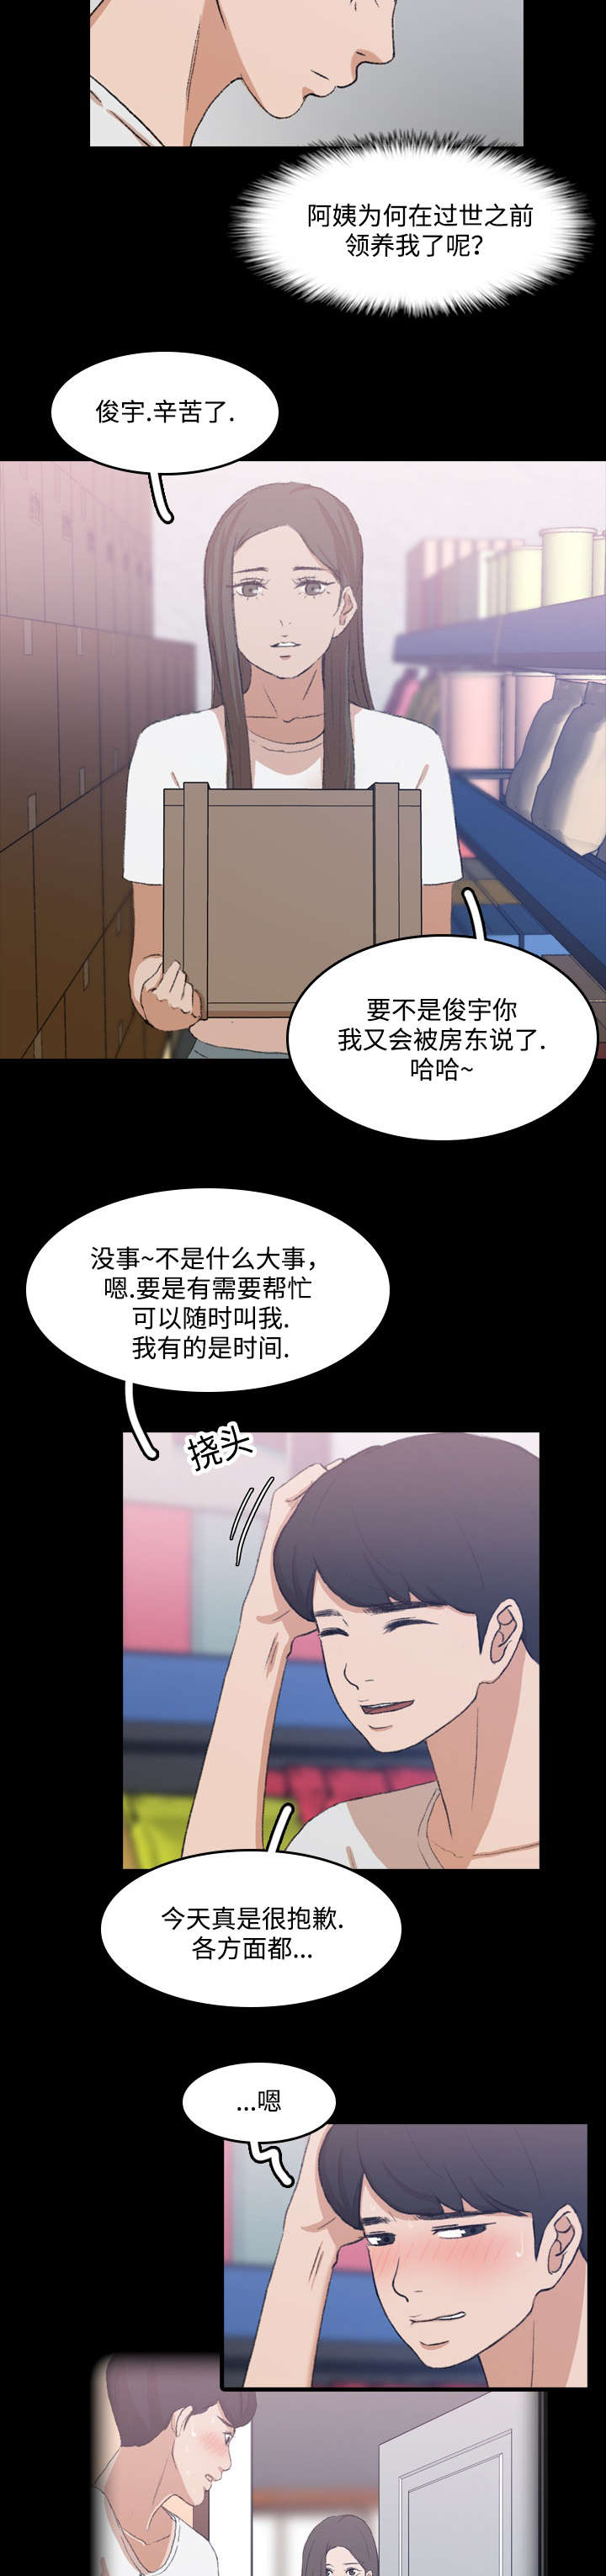 阿姨为何在过世之前
领养我了呢?
俊宇.辛苦了.
要不是俊宇你
我又会被房东说了.
哈哈~
没事~不是什么大事，
嗯.要是有需要帮忙
可以随时叫我.
我有的是时间.
挠头
今天真是很抱歉.
各方面都...
...嗯